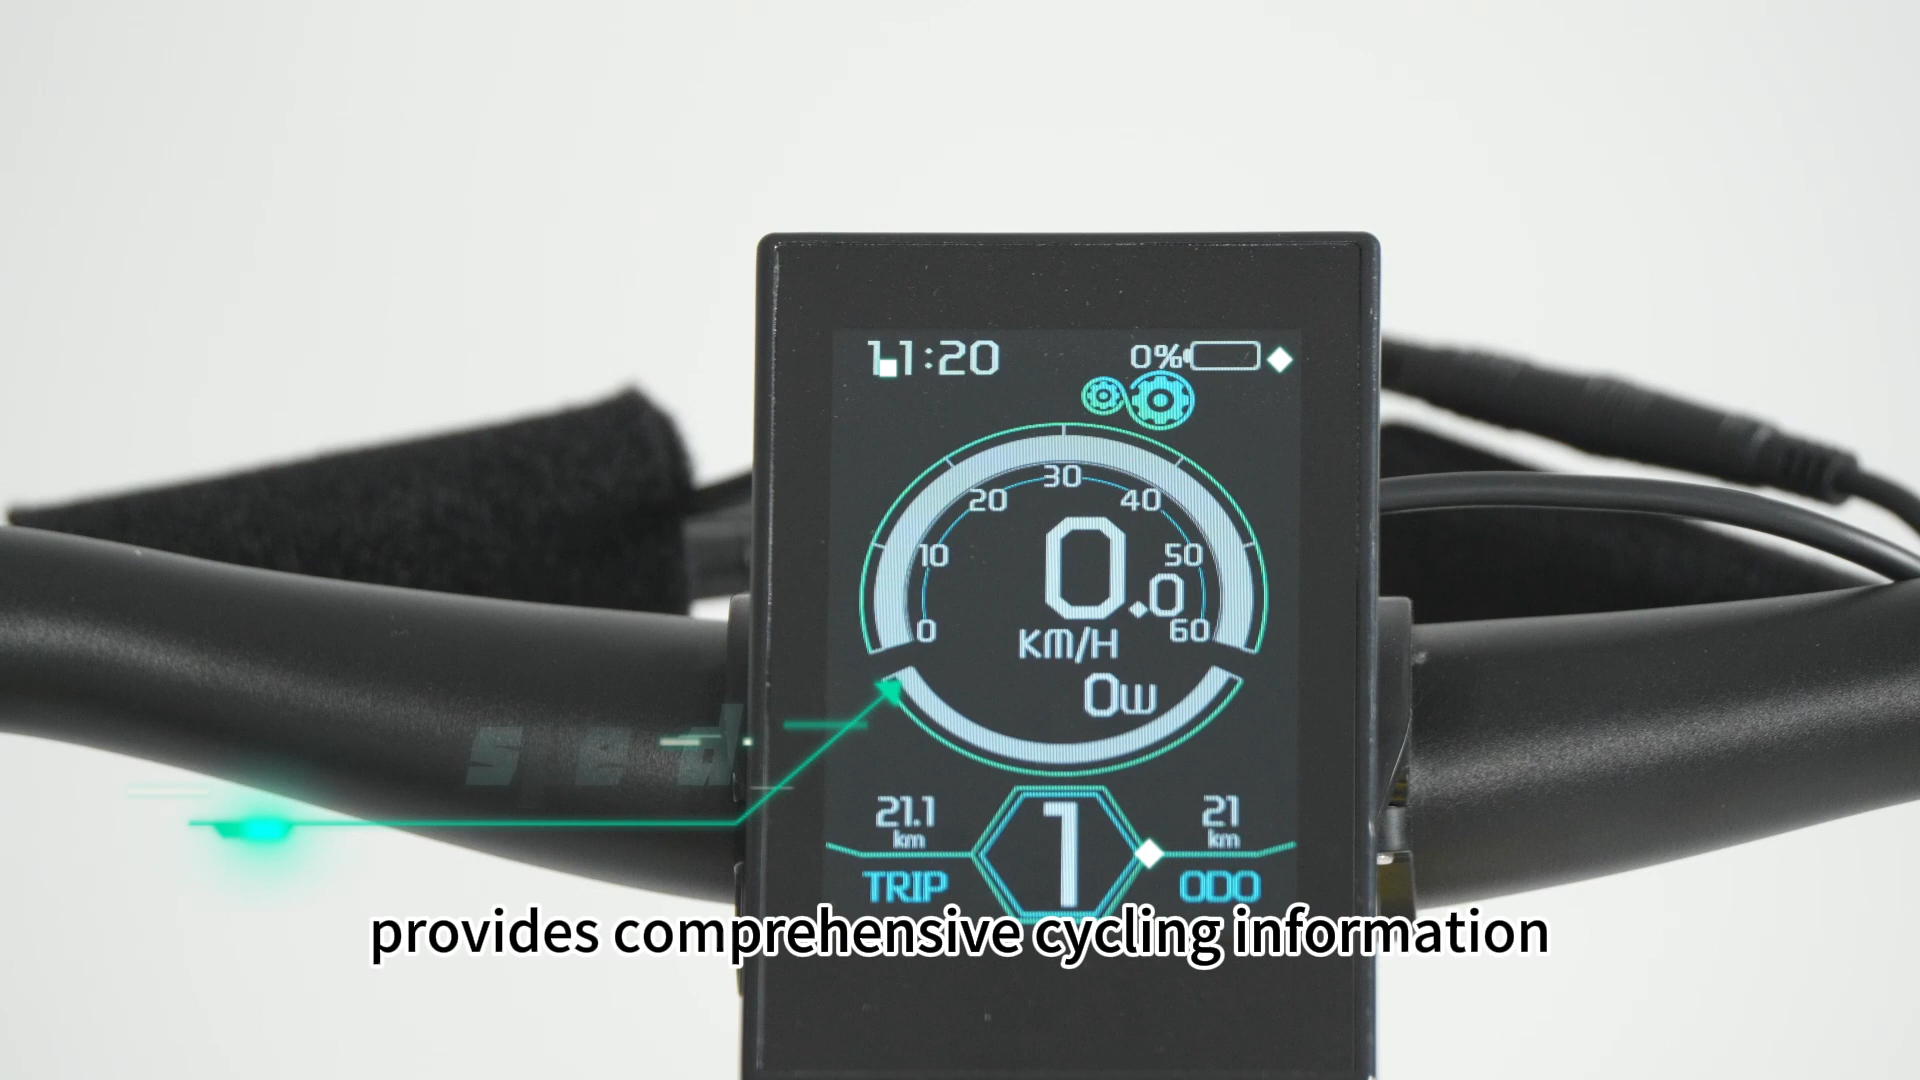 11:20 0%
30
20 40
10 50
0.0
0 60
KM/H
0w
sed
21.1 21
km km
1
TRIP ODO
provides comprehensive cycling information